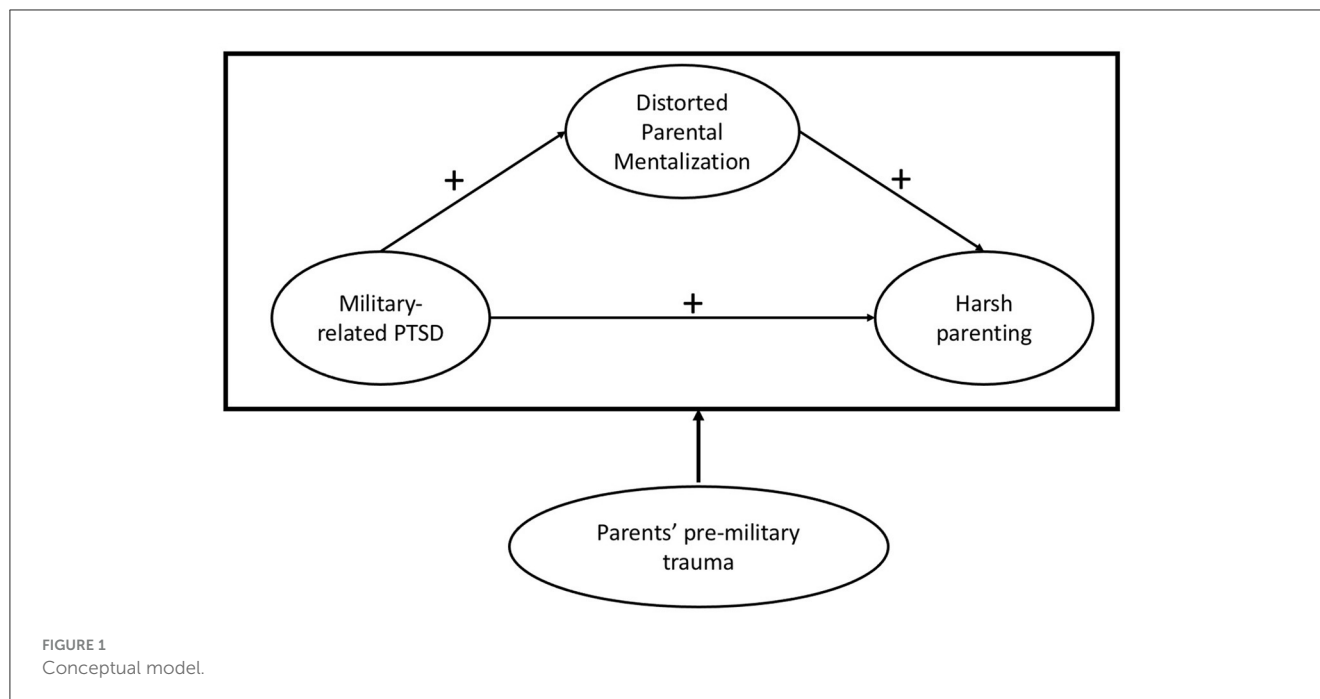 Distorted
Parental
Mentalization
+
+
Military-
related PTSD
+
Harsh
parenting
Parents’ pre-military
trauma
FIGURE 1
Conceptual model.